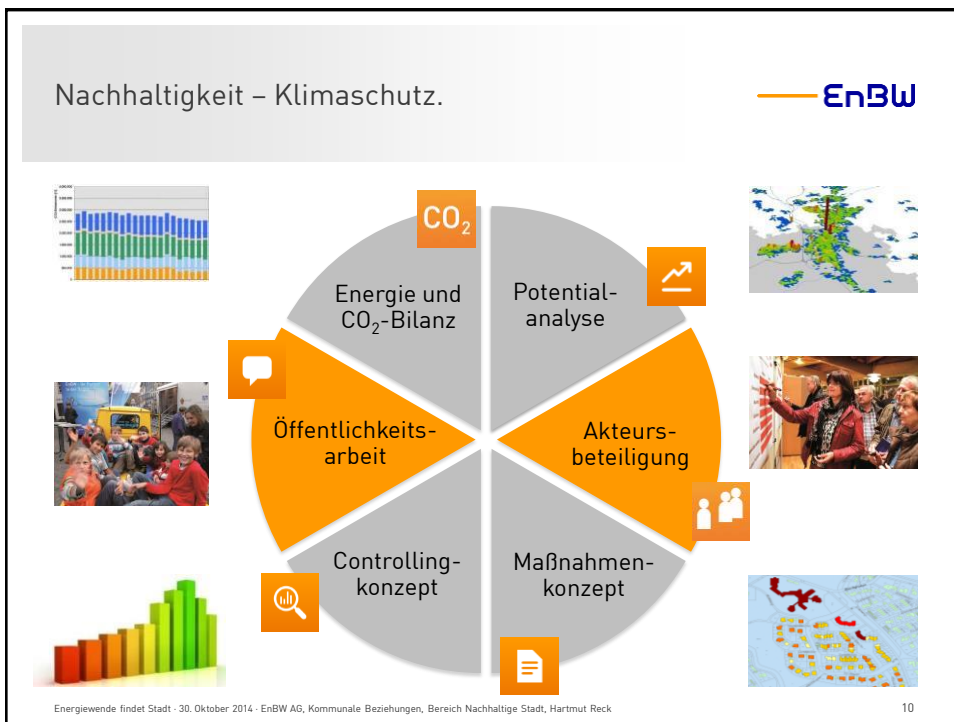 Nachhaltigkeit – Klimaschutz.
EnBW
CO₂
Energie und
CO₂-Bilanz
Potential-
analyse
Öffentlichkeits-
arbeit
Akteurs-
beteiligung
Controlling-
konzept
Maßnahmen-
konzept
Energiewende findet Stadt · 30. Oktober 2014 · EnBW AG, Kommunale Beziehungen, Bereich Nachhaltige Stadt, Hartmut Reck
10